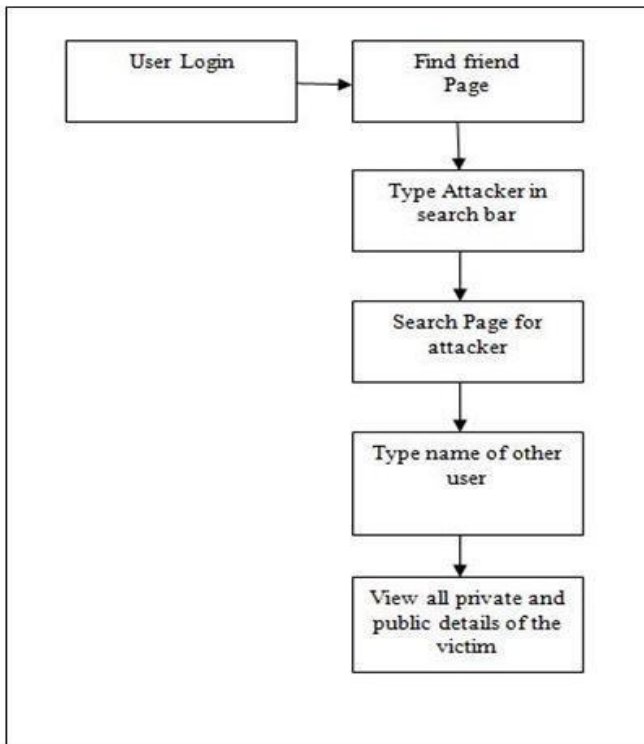 User Login
Find friend
Page
Type Attacker in
search bar
Search Page for
attacker
Type name of other
user
View all private and
public details of the
victim